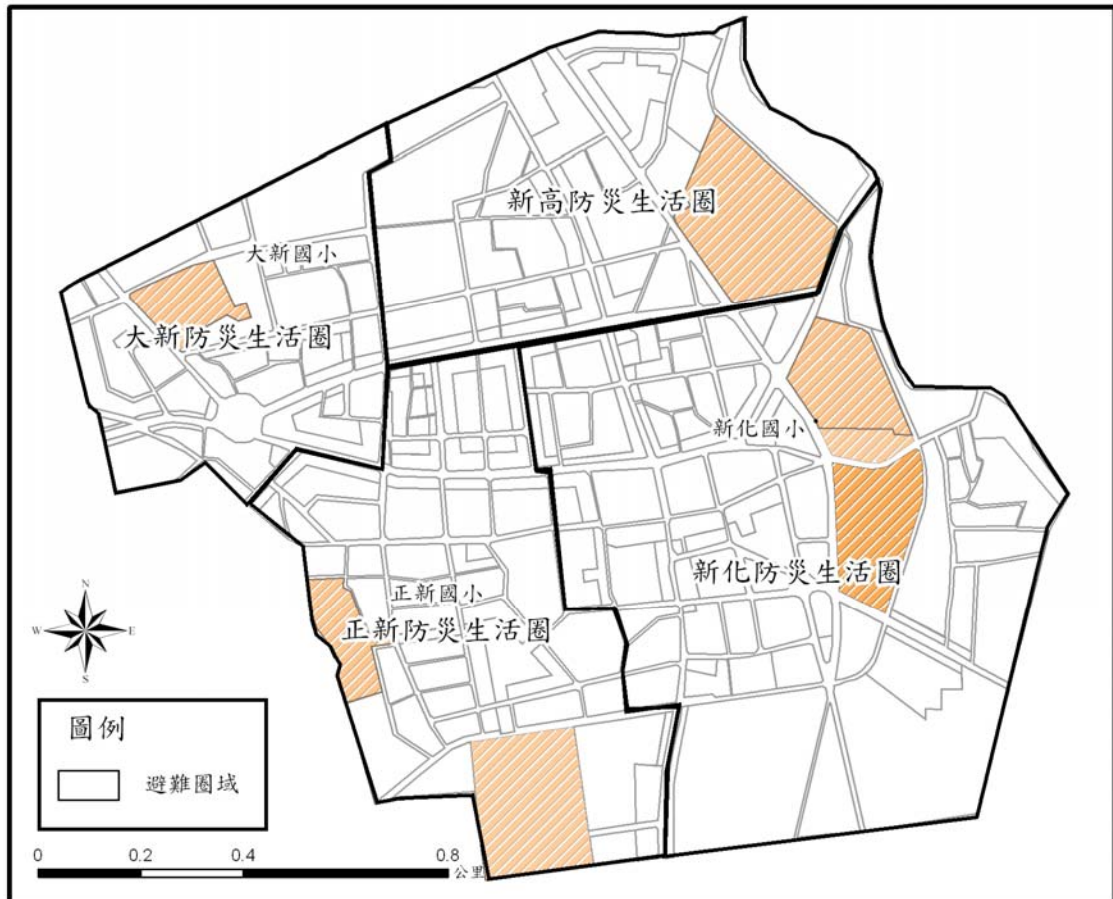 新高防災生活圈
大新國小
大新防災生活圈
新化國小
新化防災生活圈
正新國小
正新防災生活圈
N
W
E
S
圖例
避難圈域
0 0.2 0.4 0.8
公里